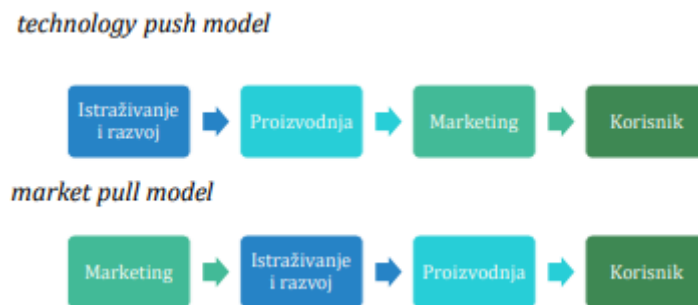 technology push model
Istraživanje
i razvoj
Proizvodnja
Marketing
Korisnik
market pull model
Marketing
Istraživanje
i razvoj
Proizvodnja
Korisnik